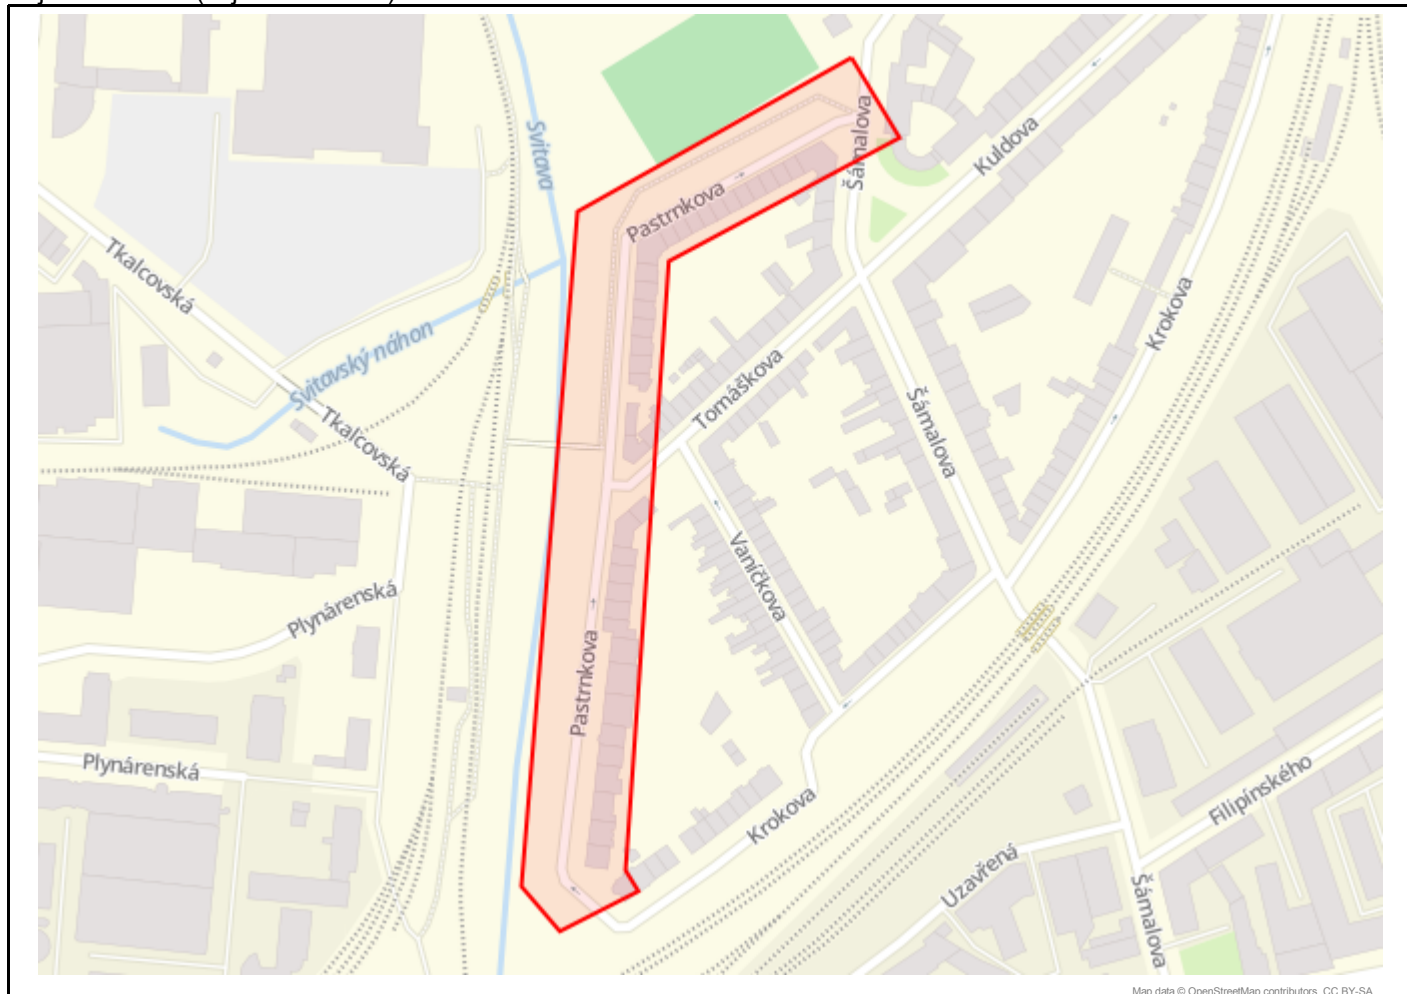 Svitava
Šámalova
Kuldova
Pastrnkova
Tkalcovská
Krokova
Svitavský náhon
Tomáškova
Šámalova
Tkalcovská
Vaníčkova
Plynárenská
Pastrnkova
Plynárenská
Krokova
Filipínského
Uzavřená
Šámalova
Map data © OpenStreetMap contributors, CC BY-SA